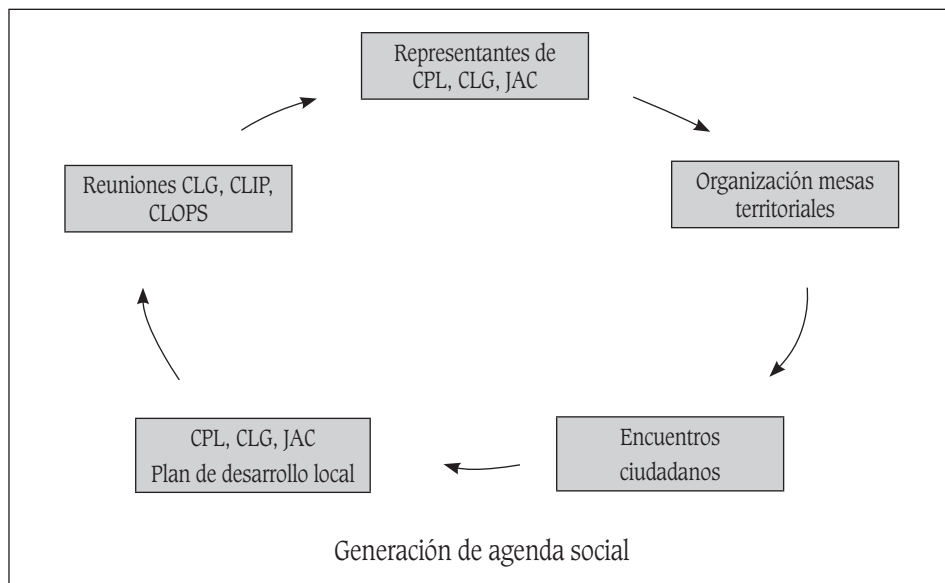 Representantes de
CPL, CLG, JAC
Organización mesas
territoriales
Encuentros
ciudadanos
CPL, CLG, JAC
Plan de desarrollo local
Reuniones CLG, CLIP,
CLOPS
Generación de agenda social